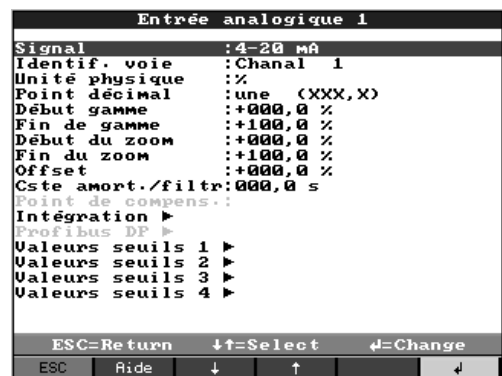 Entrée analogique 1
Signal :4-20 mA
Identif. voie :Chanal 1
Unité physique :%
Point décimal :une (XXX,X)
Début gamme :+000,0 %
Fin de gamme :+100,0 %
Début du zoom :+000,0 %
Fin du zoom :+100,0 %
Offset :+000,0 %
Cste amort./filtr:000,0 s
Point de compens.:
Intégration ►
Profibus DP ►
Valeurs seuils 1 ►
Valeurs seuils 2 ►
Valeurs seuils 3 ►
Valeurs seuils 4 ►
ESC=Return ↓↑=Select ↲=Change
ESC Aide ↓ ↑ ↲